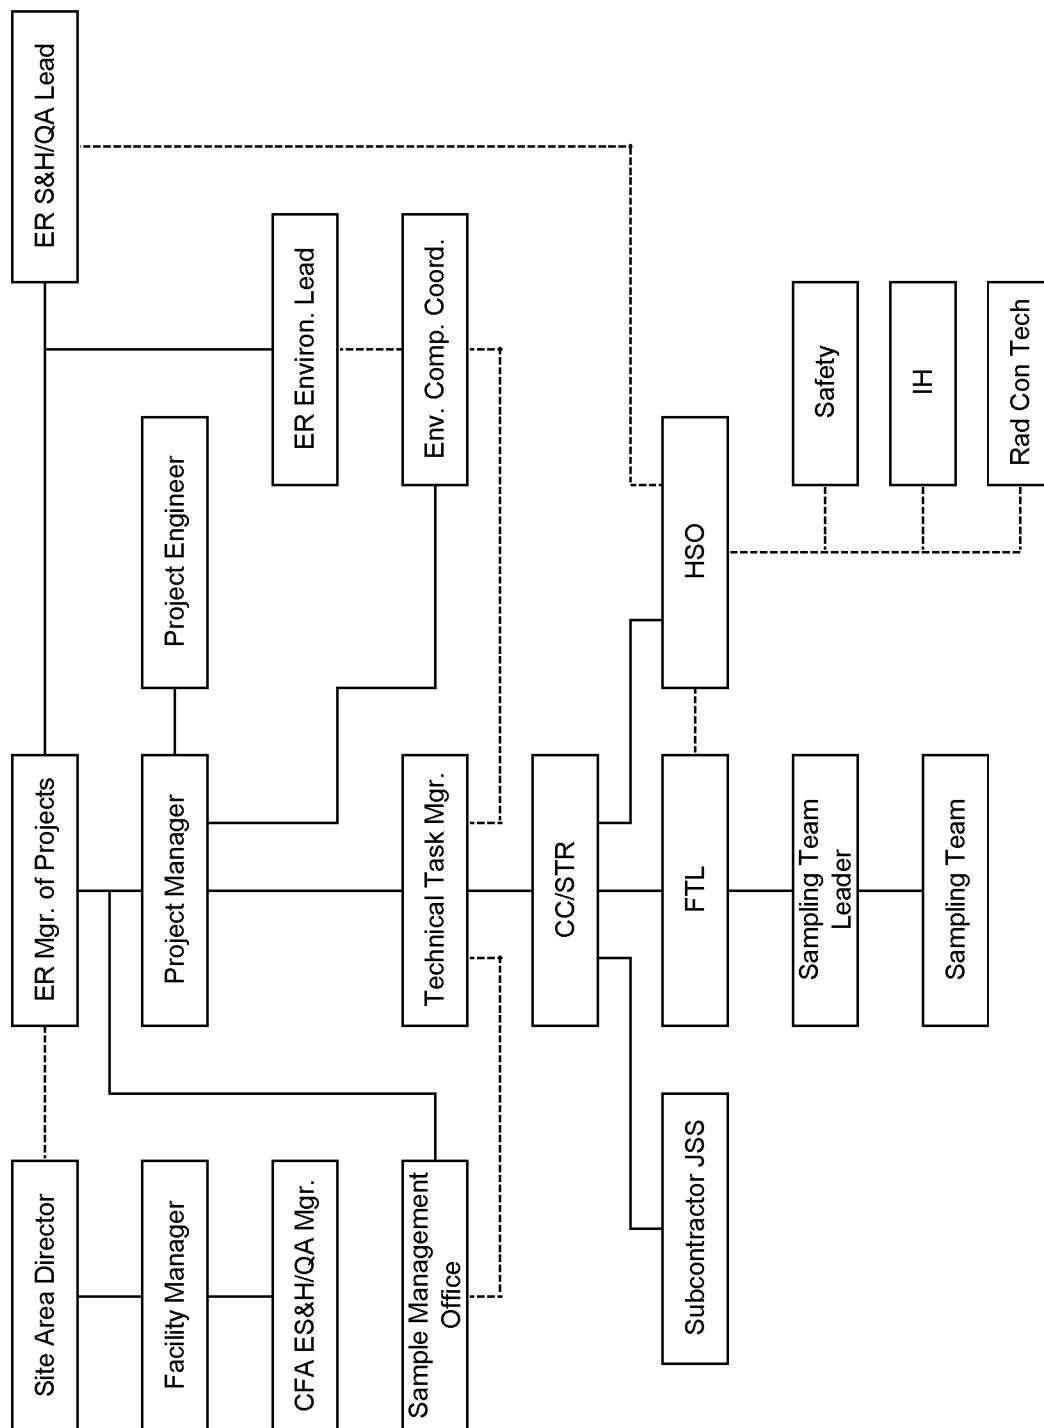 Site Area Director
ER Mgr. of Projects
ER S&H/QA Lead
Facility Manager
Project Manager
Project Engineer
CFA ES&H/QA Mgr.
ER Environ. Lead
Sample Management
Office
Technical Task Mgr.
Env. Comp. Coord.
CC/STR
Subcontractor JSS
FTL
HSO
Sampling Team
Leader
Safety
Sampling Team
IH
Rad Con Tech